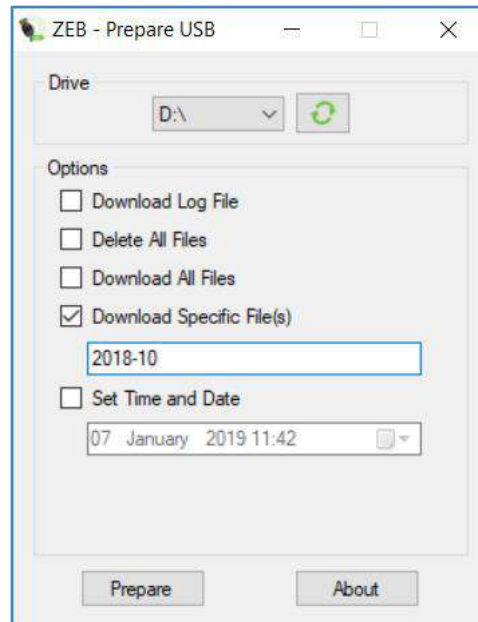 ZEB - Prepare USB
Drive
D:\
Options
Download Log File
Delete All Files
Download All Files
Download Specific File(s)
2018-10
Set Time and Date
07 January 2019 11:42
Prepare About